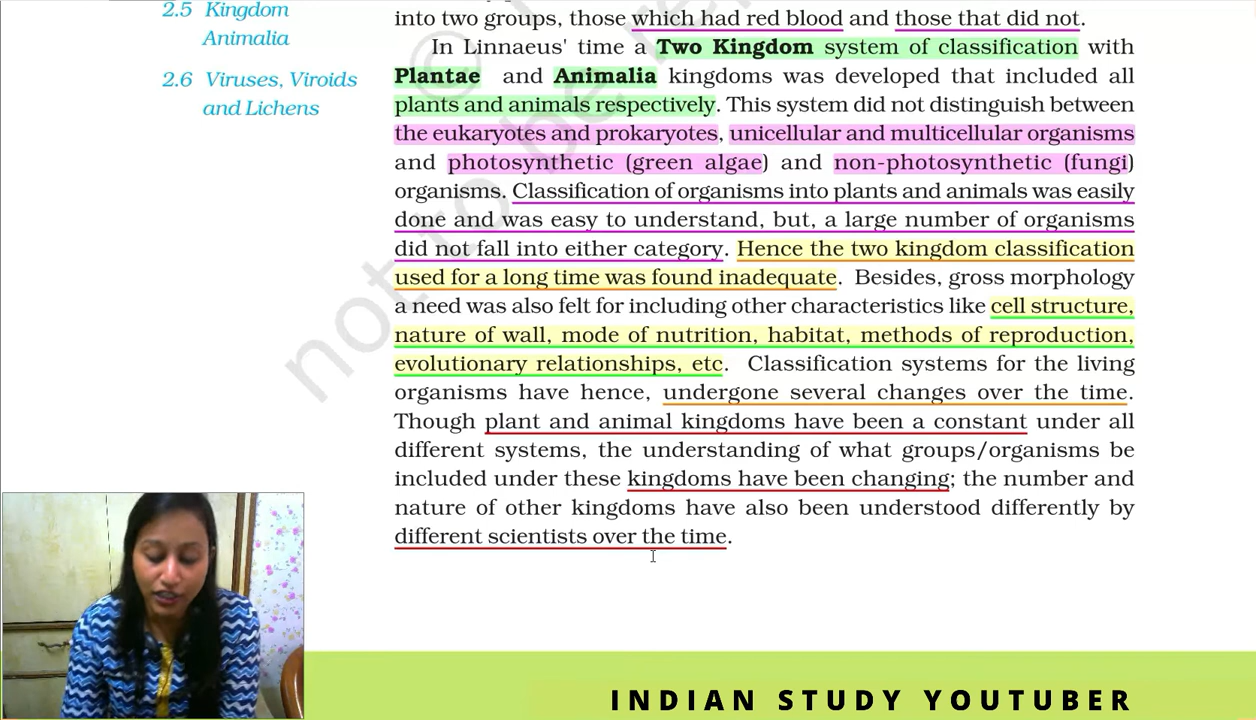 2.5 Kingdom
Animalia
2.6 Viruses, Viroids
and Lichens
into two groups, those which had red blood and those that did not.
In Linnaeus' time a Two Kingdom system of classification with
Plantae and Animalia kingdoms was developed that included all
plants and animals respectively. This system did not distinguish between
the eukaryotes and prokaryotes, unicellular and multicellular organisms
and photosynthetic (green algae) and non-photosynthetic (fungi)
organisms. Classification of organisms into plants and animals was easily
done and was easy to understand, but, a large number of organisms
did not fall into either category. Hence the two kingdom classification
used for a long time was found inadequate. Besides, gross morphology
a need was also felt for including other characteristics like cell structure,
nature of wall, mode of nutrition, habitat, methods of reproduction,
evolutionary relationships, etc. Classification systems for the living
organisms have hence, undergone several changes over the time.
Though plant and animal kingdoms have been a constant under all
different systems, the understanding of what groups/organisms be
included under these kingdoms have been changing; the number and
nature of other kingdoms have also been understood differently by
different scientists over the time.
not to be
©
INDIAN STUDY YOUTUBER